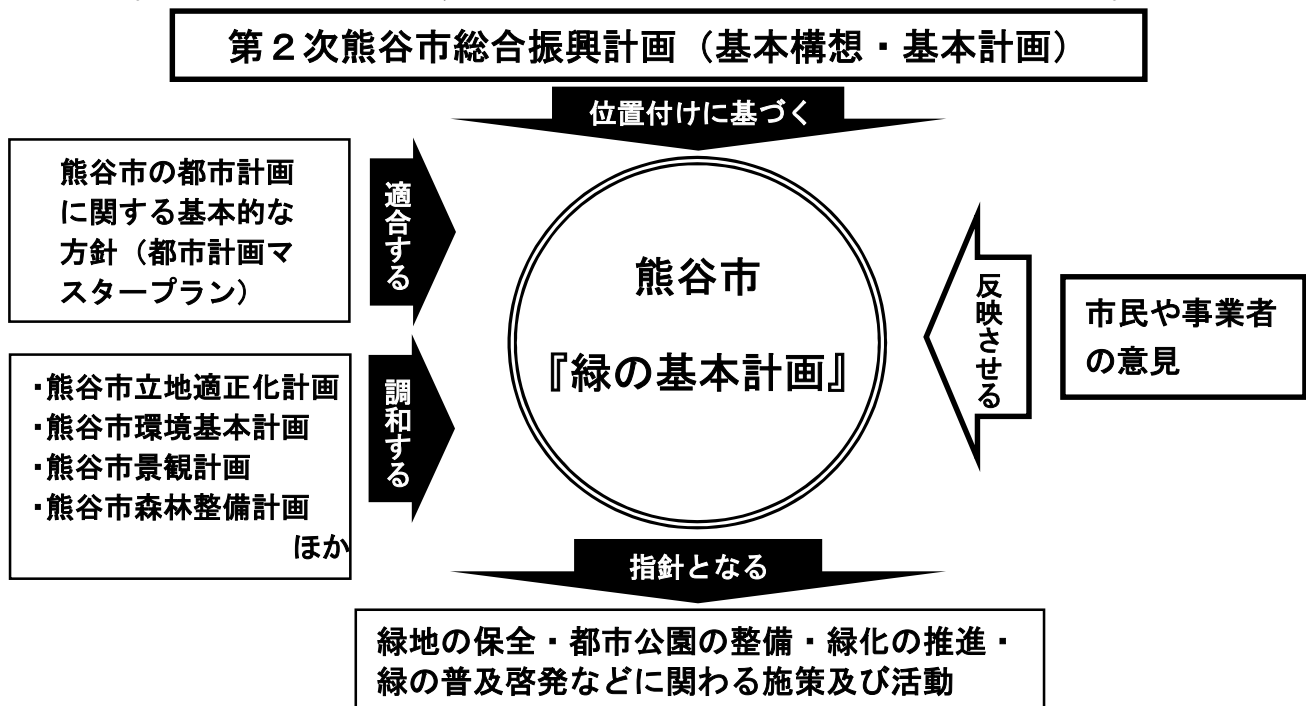 第２次熊谷市総合振興計画（基本構想・基本計画）
位置付けに基づく
熊谷市の都市計画
に関する基本的な
方針（都市計画マ
スタープラン）
適合する
・熊谷市立地適正化計画
・熊谷市環境基本計画
・熊谷市景観計画
・熊谷市森林整備計画
ほか
調和する
熊谷市
『緑の基本計画』
反映させる
市民や事業者
の意見
指針となる
緑地の保全・都市公園の整備・緑化の推進・
緑の普及啓発などに関わる施策及び活動